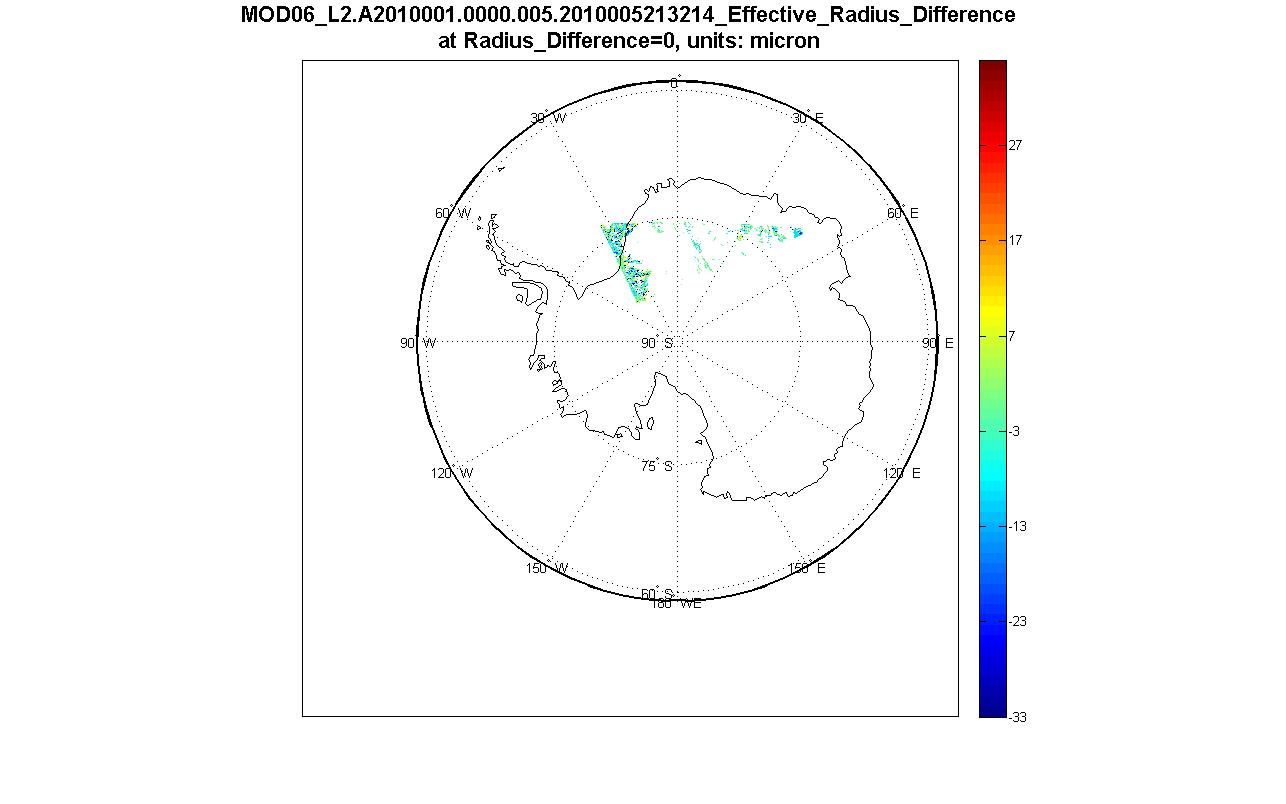 MOD06_L2.A2010001.0000.005.2010005213214_Effective_Radius_Difference
at Radius_Difference=0, units: micron
0°
30° W
30° E
27
60° W
60° E
17
7
90° W
90° S
90° E
-3
120° W
75° S
120° E
-13
150° W
150° E
60° S
180° WE
-23
-33